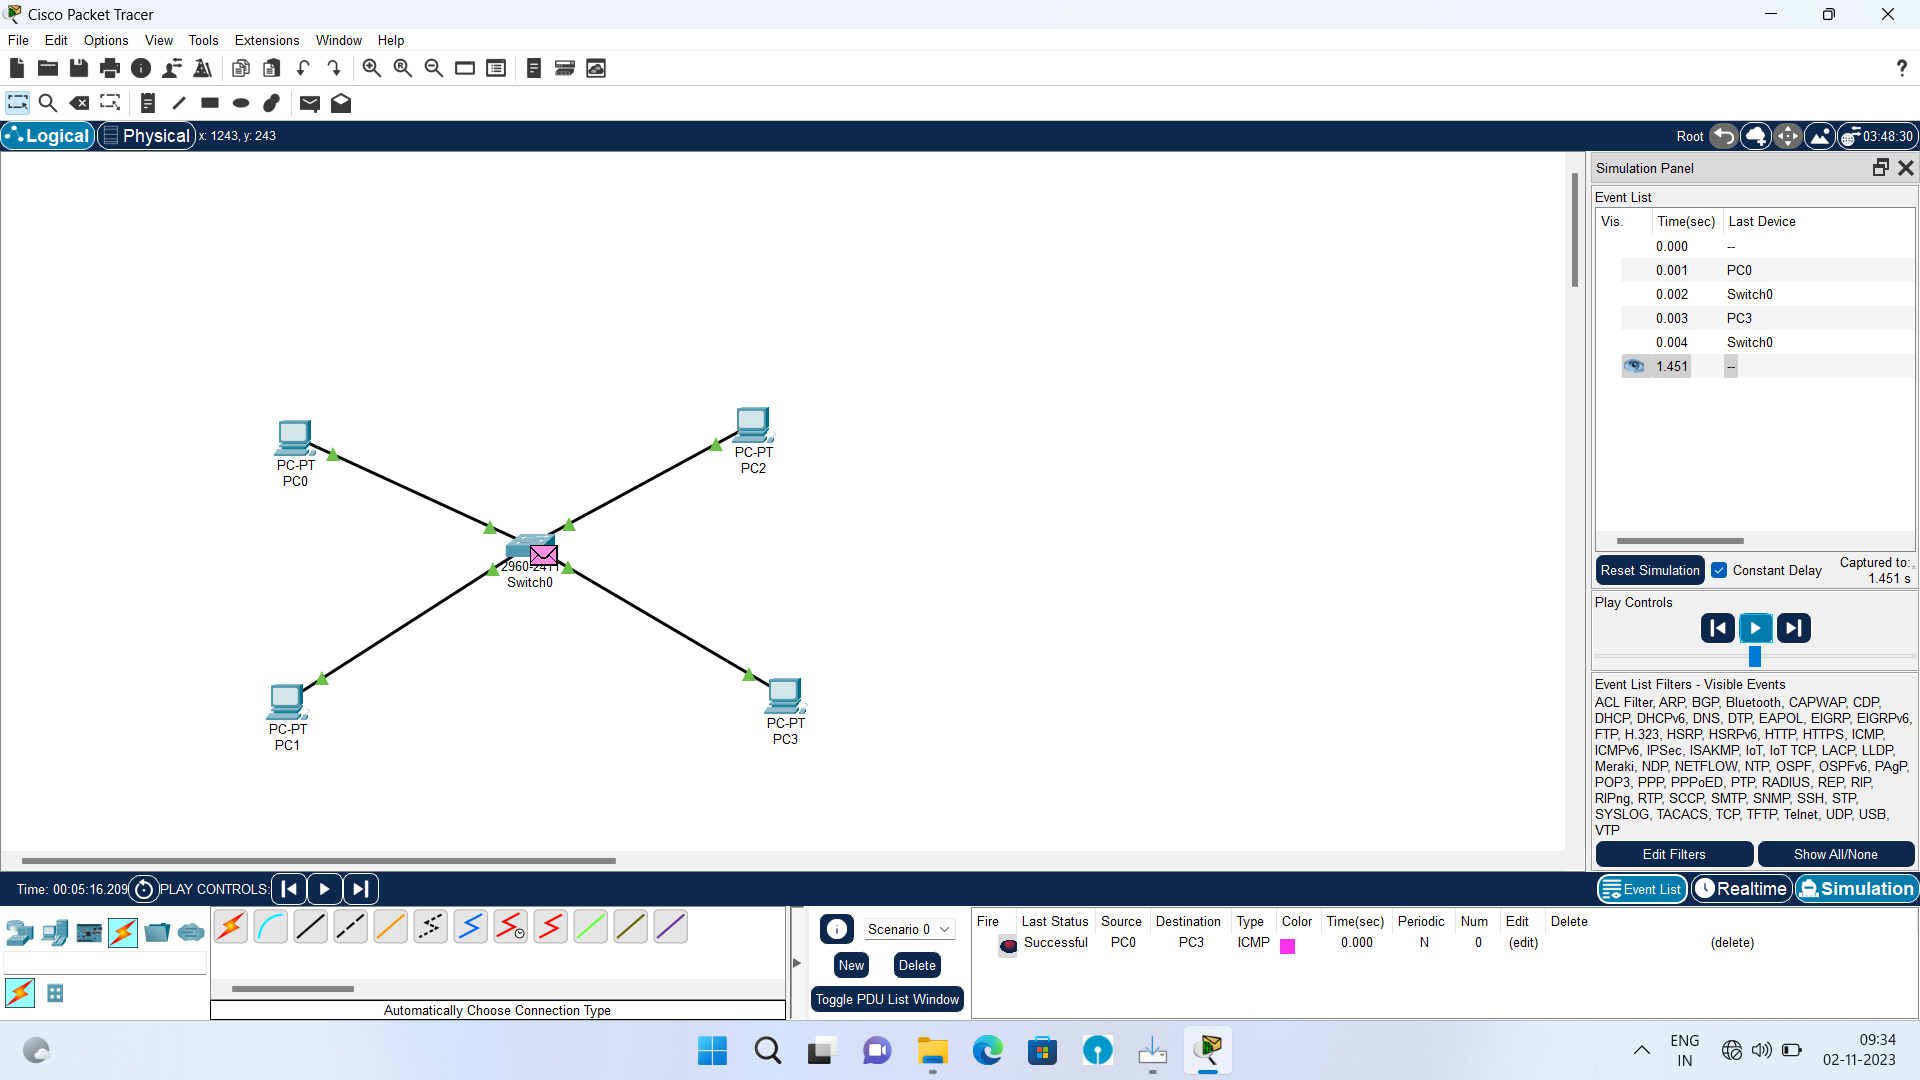 Cisco Packet Tracer
File Edit Options View Tools Extensions Window Help
Logical Physical x: 1243, y: 243 Root 03:48:30
Simulation Panel
Event List
Vis. Time(sec) Last Device
0.000 --
0.001 PC0
0.002 Switch0
0.003 PC3
0.004 Switch0
1.451 --
Reset Simulation Constant Delay Captured to:
1.451 s
Play Controls
Event List Filters - Visible Events
ACL Filter, ARP, BGP, Bluetooth, CAPWAP, CDP,
DHCP, DHCPv6, DNS, DTP, EAPOL, EIGRP, EIGRPv6,
FTP, H.323, HSRP, HSRPv6, HTTP, HTTPS, ICMP,
ICMPv6, IPSec, ISAKMP, IoT, IoT TCP, LACP, LLDP,
Meraki, NDP, NETFLOW, NTP, OSPF, OSPFv6, PAgP,
POP3, PPP, PPPoED, PTP, RADIUS, REP, RIP,
RIPng, RTP, SCCP, SMTP, SNMP, SSH, STP,
SYSLOG, TACACS, TCP, TFTP, Telnet, UDP, USB,
VTP
Edit Filters Show All/None
PC-PT
PC0
PC-PT
PC2
Switch0
PC-PT
PC1
PC-PT
PC3
Time: 00:05:16.209 PLAY CONTROLS:
Event List Realtime Simulation
Automatically Choose Connection Type
Scenario 0
New Delete
Toggle PDU List Window
Fire Last Status Source Destination Type Color Time(sec) Periodic Num Edit Delete
Successful PC0 PC3 ICMP 0.000 N 0 (edit) (delete)
ENG
IN
09:34
02-11-2023